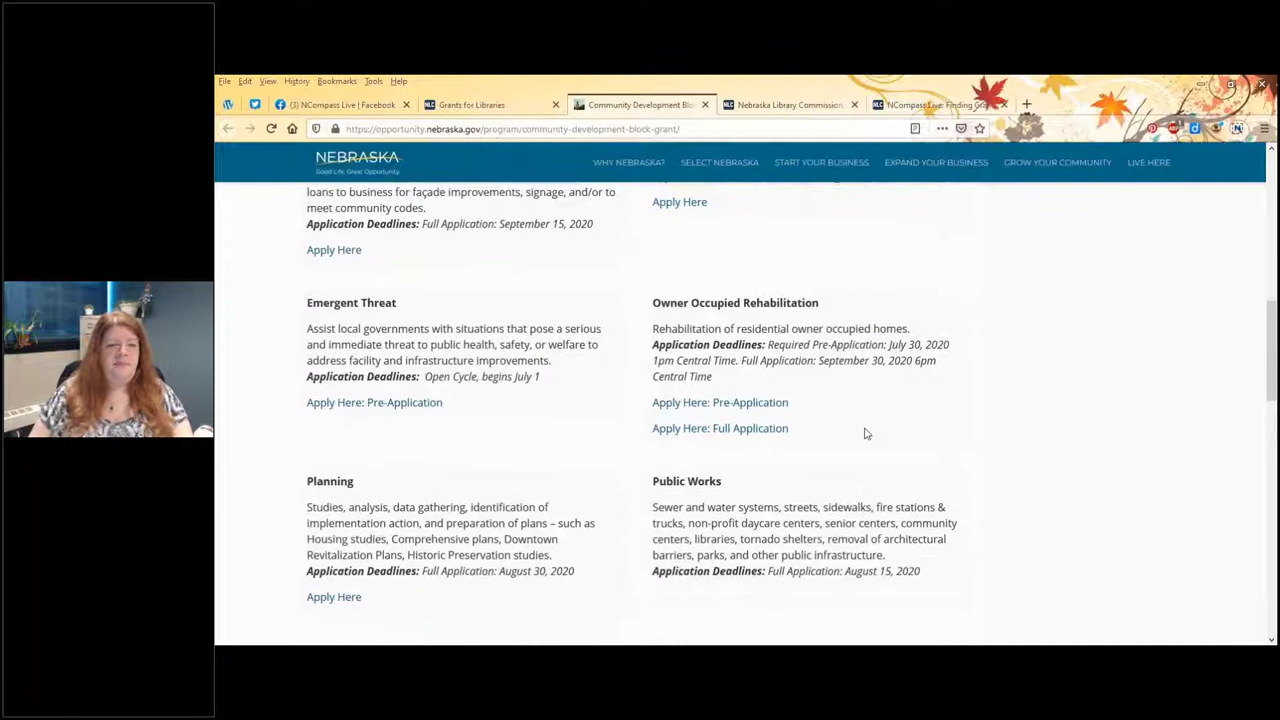 File Edit View History Bookmarks Tools Help
(3) NCompass Live | Facebook
Grants for Libraries
Community Development Blo
Nebraska Library Commission
NCompass Live: Finding Gra
https://opportunity.nebraska.gov/program/community-development-block-grant/
NEBRASKA
Good Life. Great Opportunity.
WHY NEBRASKA? SELECT NEBRASKA START YOUR BUSINESS EXPAND YOUR BUSINESS GROW YOUR COMMUNITY LIVE HERE
loans to business for façade improvements, signage, and/or to
meet community codes.
Application Deadlines: Full Application: September 15, 2020
Apply Here
Apply Here
Emergent Threat
Assist local governments with situations that pose a serious
and immediate threat to public health, safety, or welfare to
address facility and infrastructure improvements.
Application Deadlines: Open Cycle, begins July 1
Apply Here: Pre-Application
Owner Occupied Rehabilitation
Rehabilitation of residential owner occupied homes.
Application Deadlines: Required Pre-Application: July 30, 2020
1pm Central Time. Full Application: September 30, 2020 6pm
Central Time
Apply Here: Pre-Application
Apply Here: Full Application
Planning
Studies, analysis, data gathering, identification of
implementation action, and preparation of plans – such as
Housing studies, Comprehensive plans, Downtown
Revitalization Plans, Historic Preservation studies.
Application Deadlines: Full Application: August 30, 2020
Apply Here
Public Works
Sewer and water systems, streets, sidewalks, fire stations &
trucks, non-profit daycare centers, senior centers, community
centers, libraries, tornado shelters, removal of architectural
barriers, parks, and other public infrastructure.
Application Deadlines: Full Application: August 15, 2020